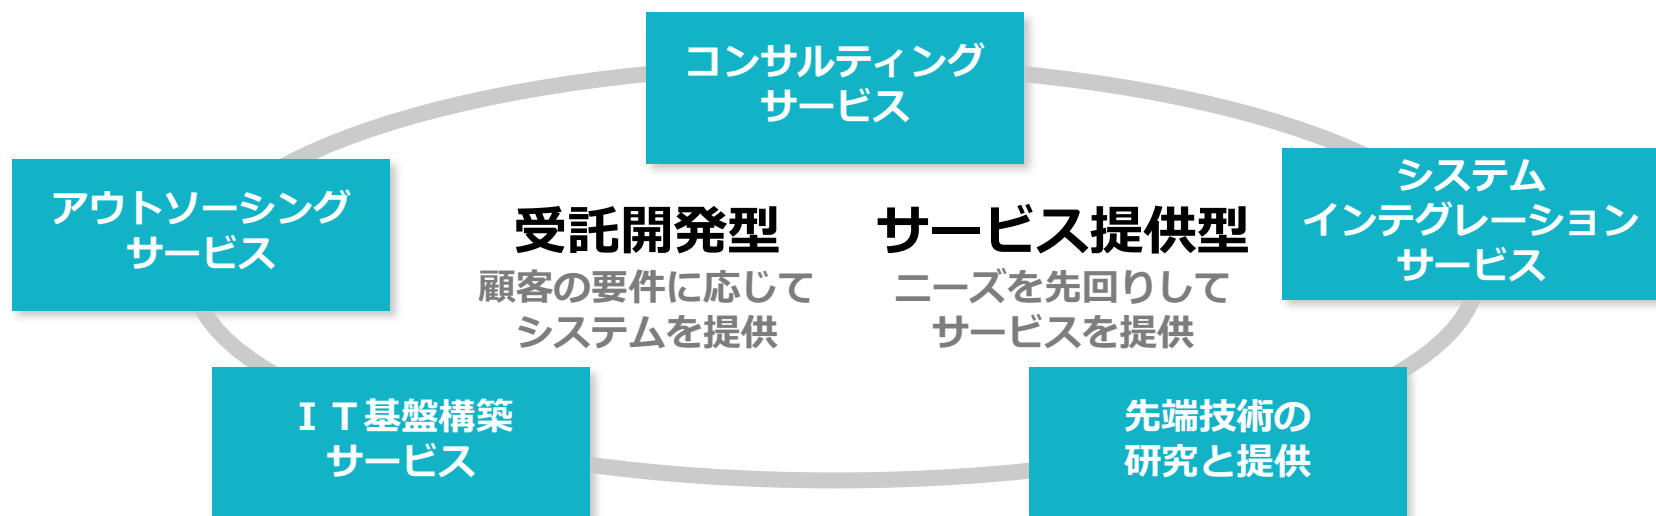 コンサルティング
サービス
アウトソーシング
サービス
システム
インテグレーション
サービス
受託開発型
顧客の要件に応じて
システムを提供
サービス提供型
ニーズを先回りして
サービスを提供
ＩＴ基盤構築
サービス
先端技術の
研究と提供